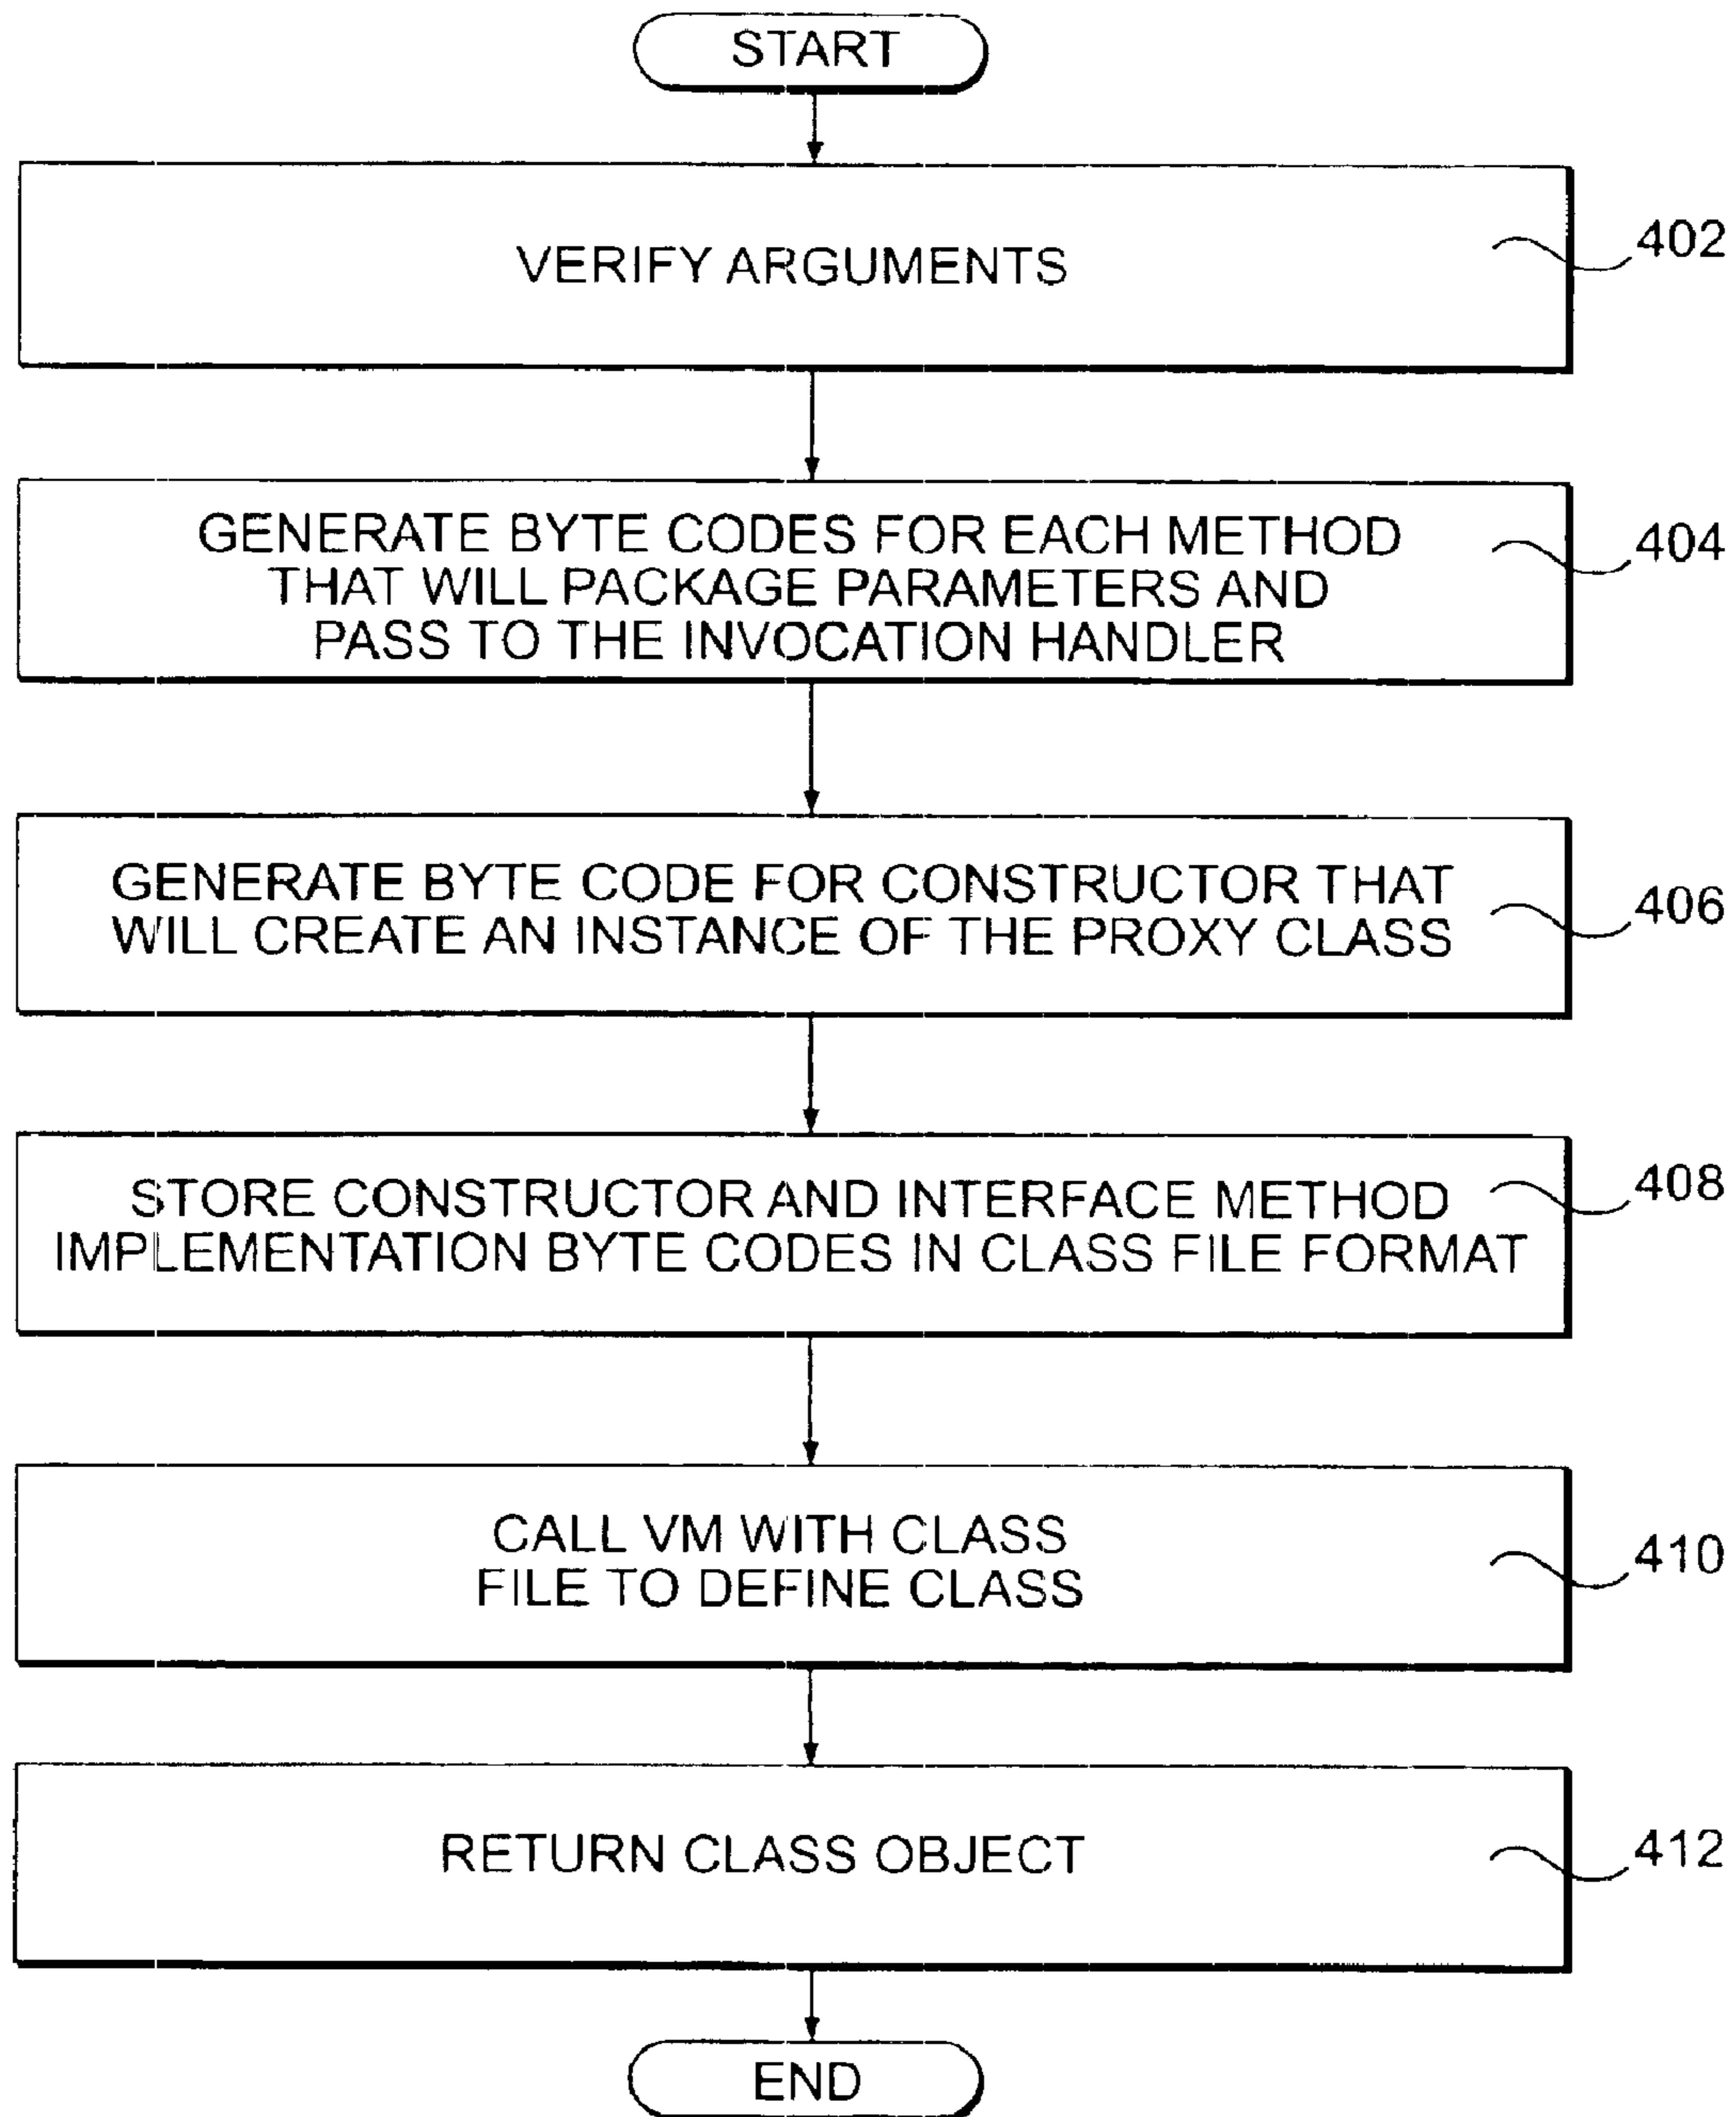 START
VERIFY ARGUMENTS
402
GENERATE BYTE CODES FOR EACH METHOD
THAT WILL PACKAGE PARAMETERS AND
PASS TO THE INVOCATION HANDLER
404
GENERATE BYTE CODE FOR CONSTRUCTOR THAT
WILL CREATE AN INSTANCE OF THE PROXY CLASS
406
STORE CONSTRUCTOR AND INTERFACE METHOD
IMPLEMENTATION BYTE CODES IN CLASS FILE FORMAT
408
CALL VM WITH CLASS
FILE TO DEFINE CLASS
410
RETURN CLASS OBJECT
412
END